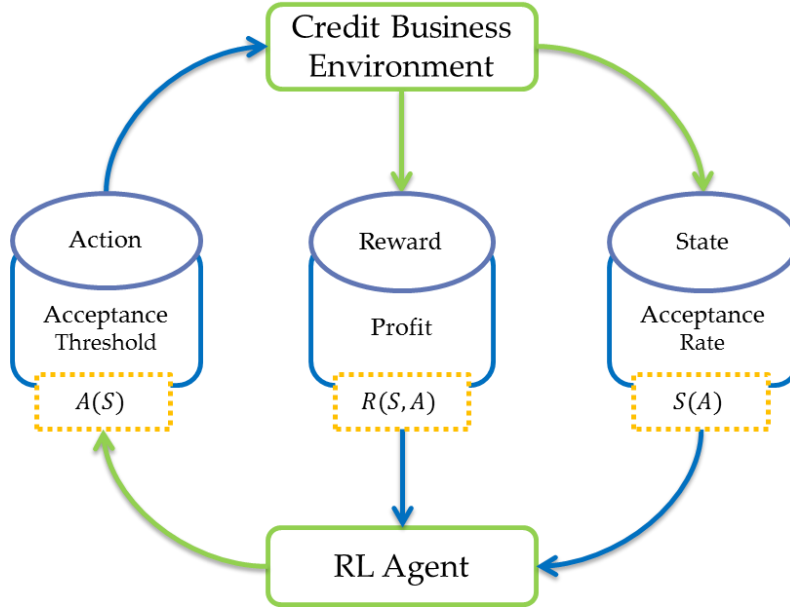 Credit Business
Environment
Action
Reward
State
Acceptance
Threshold
Profit
Acceptance
Rate
A(S)
R(S, A)
S(A)
RL Agent